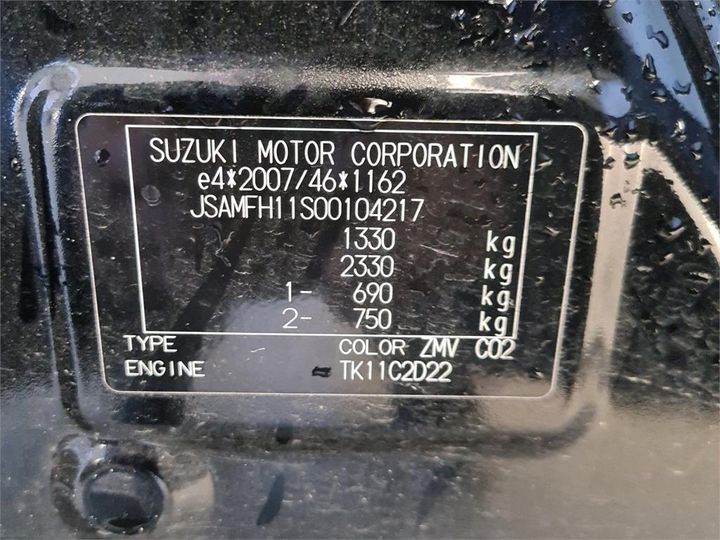 SUZUKI MOTOR CORPORATION
e4*2007/46*1162
JSAMFH11S00104217
1330 kg
2330 kg
1- 690 kg
2- 750 kg
TYPE COLOR ZMV C02
ENGINE TK11C2D22